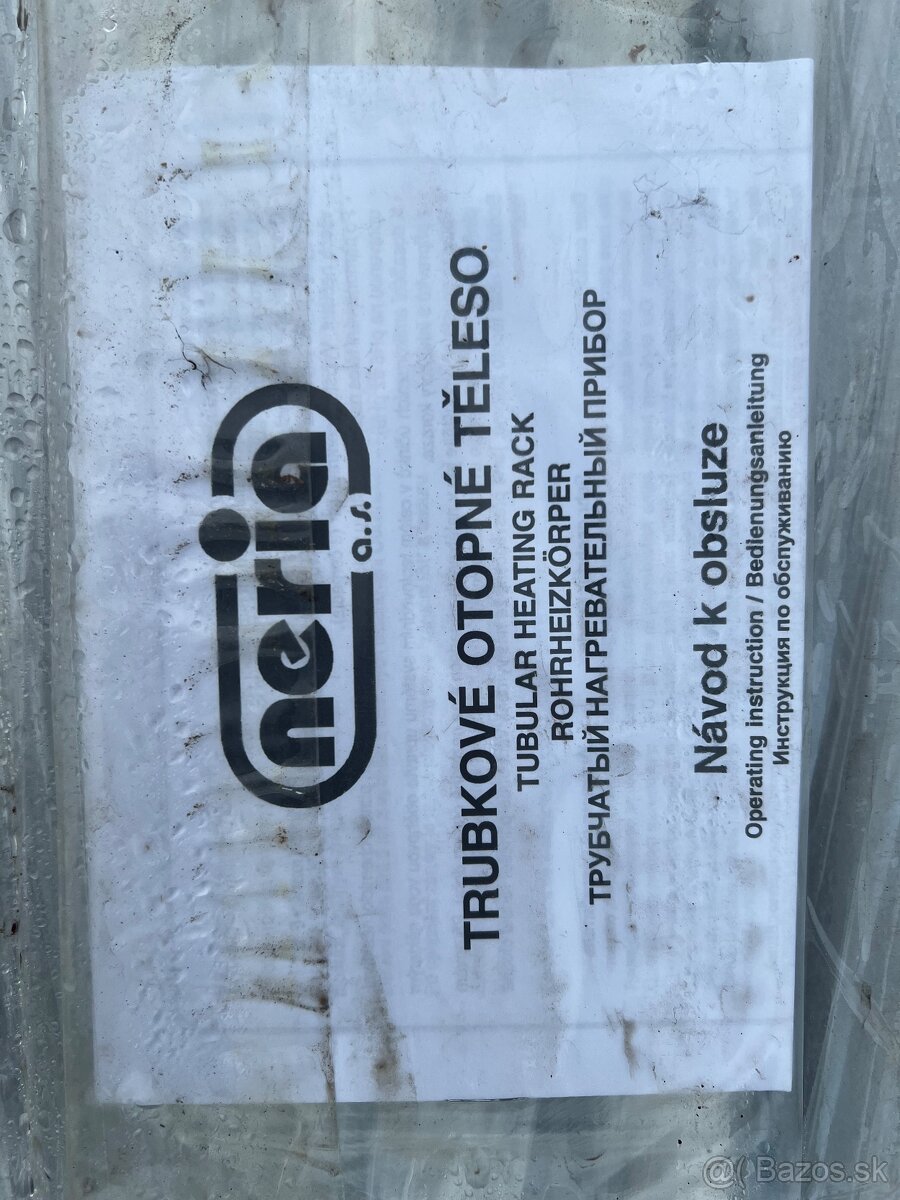 neria
a.s.
TRUBKOVÉ OTOPNÉ TĚLESO
TUBULAR HEATING RACK
ROHRHEIZKÖRPER
ТРУБЧАТЫЙ НАГРЕВАТЕЛЬНЫЙ ПРИБОР
Návod k obsluze
Operating instruction / Bedienungsanleitung
Инструкция по обслуживанию
@( Bazos.sk